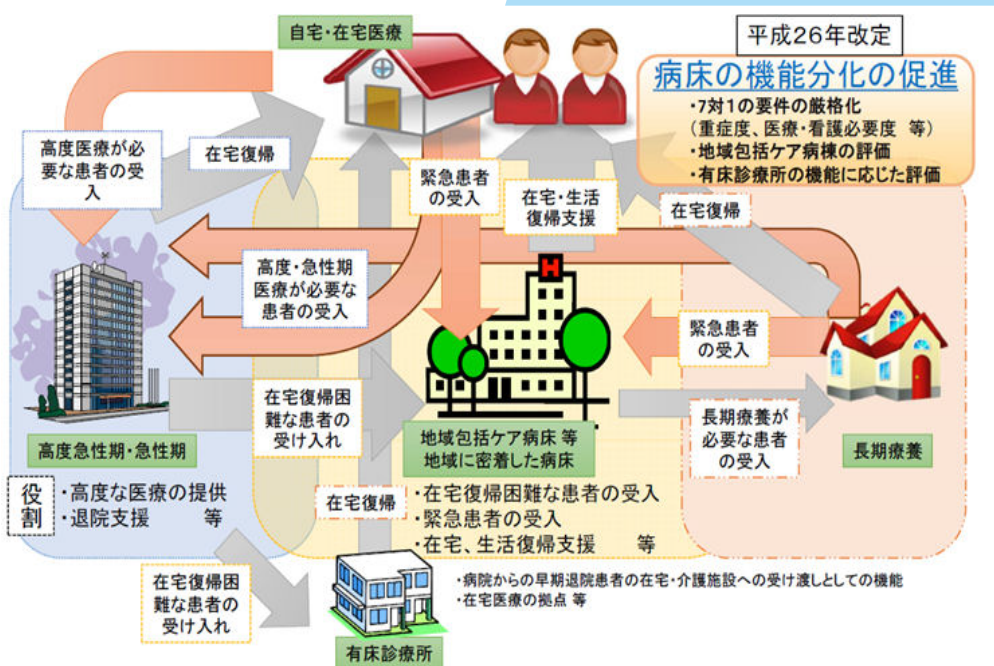 自宅・在宅医療
平成26年改定
病床の機能分化の促進
・7対1の要件の厳格化
(重症度、医療・看護必要度 等)
・地域包括ケア病棟の評価
・有床診療所の機能に応じた評価
高度医療が必
要な患者の受
入
在宅復帰
緊急患者
の受入
在宅・生活
復帰支援
在宅復帰
高度・急性期
医療が必要な
患者の受入
緊急患者
の受入
H
在宅復帰困
難な患者の
受け入れ
長期療養が
必要な患者
の受入
高度急性期・急性期
地域包括ケア病床 等
地域に密着した病床
長期療養
役
割
・高度な医療の提供
・退院支援 等
在宅復帰
・在宅復帰困難な患者の受入
・緊急患者の受入
・在宅、生活復帰支援 等
在宅復帰困
難な患者の
受け入れ
・病院からの早期退院患者の在宅・介護施設への受け渡しとしての機能
・在宅医療の拠点 等
有床診療所